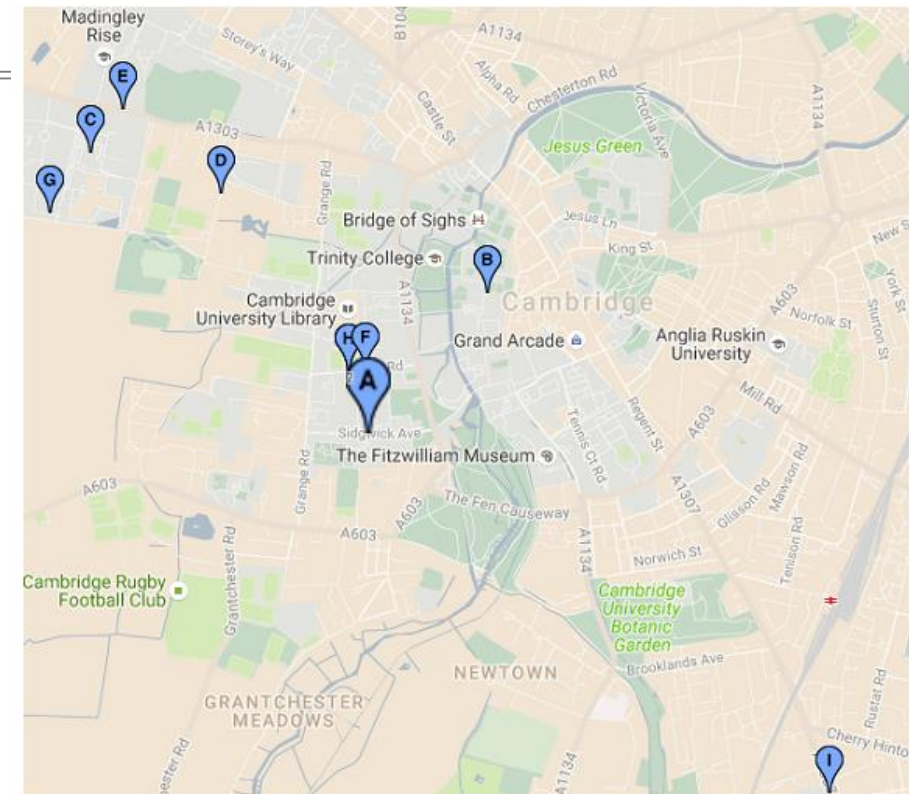 Madingley
Rise
Storey's Way
B104
A1134
Alpha Rd
Chesterton Rd
Victoria Ave
A1134
E
C
A1303
Castle St
Jesus Green
G
D
Grange Rd
Bridge of Sighs
Jesus Ln
King St
New S
Trinity College
B
Cambridge
Cambridge
University Library
A1134
A603
Norfolk St
York St
Sturton St
H
F
Rd
Grand Arcade
Anglia Ruskin
University
A
Mill Rd
Sidgwick Ave
The Fitzwilliam Museum
Tennis Ct Rd
Regent St
A603
Grange Rd
A603
A603
The Fen Causeway
A1307
Glisson Rd
Mawson Rd
A603
A1134
Norwich St
Tenison Rd
Grantchester Rd
Cambridge Rugby
Football Club
Cambridge
University
Botanic
Garden
Brooklands Ave
NEWTOWN
GRANTCHESTER
MEADOWS
Rustat Rd
Cherry Hinto
ester Rd
A1134
I